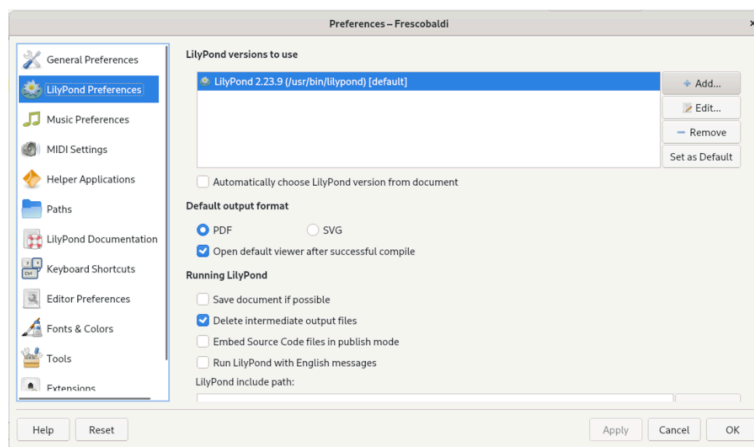 Preferences – Frescobaldi
General Preferences
LilyPond Preferences
Music Preferences
MIDI Settings
Helper Applications
Paths
LilyPond Documentation
Keyboard Shortcuts
Editor Preferences
Fonts & Colors
Tools
Extensions
LilyPond versions to use
LilyPond 2.23.9 (/usr/bin/lilypond) [default]
Add...
Edit...
Remove
Set as Default
Automatically choose LilyPond version from document
Default output format
PDF
SVG
Open default viewer after successful compile
Running LilyPond
Save document if possible
Delete intermediate output files
Embed Source Code files in publish mode
Run LilyPond with English messages
LilyPond include path:
Help
Reset
Apply
Cancel
OK